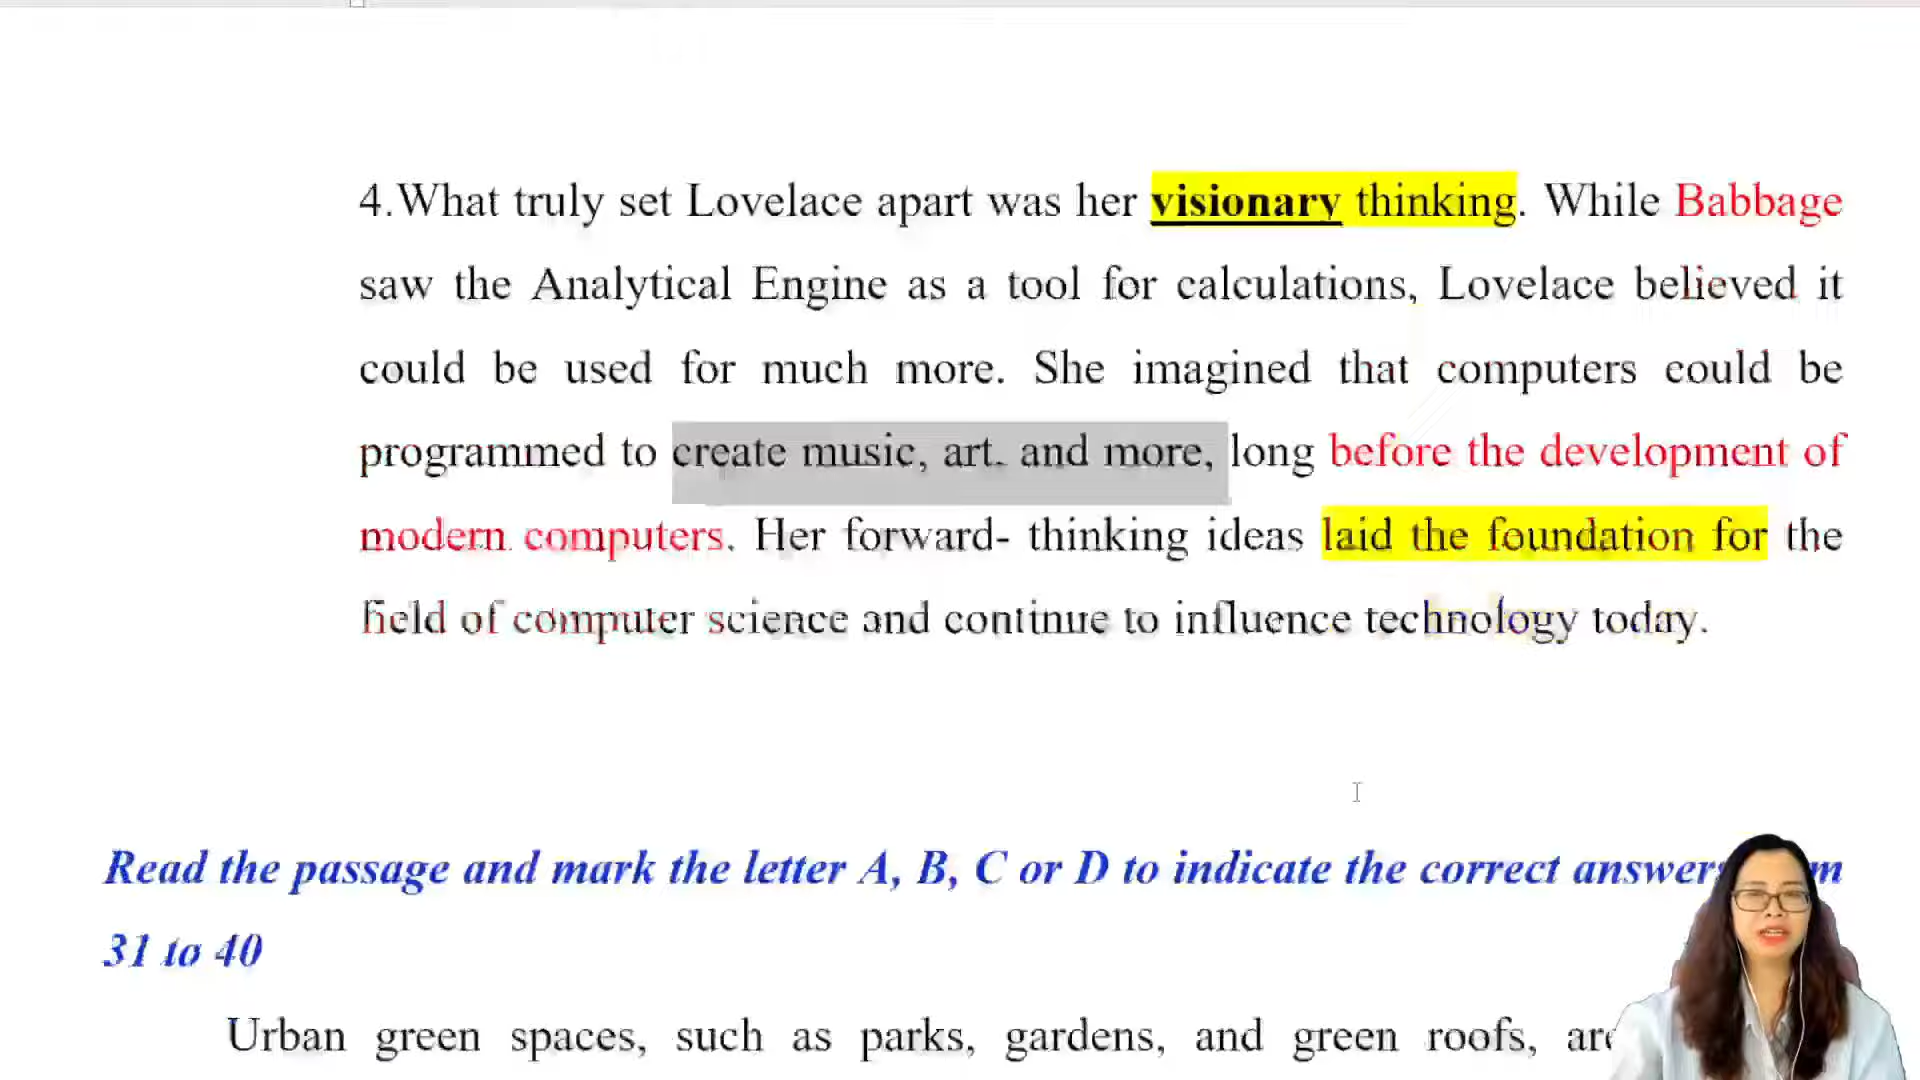 4.What truly set Lovelace apart was her visionary thinking. While Babbage
saw the Analytical Engine as a tool for calculations, Lovelace believed it
could be used for much more. She imagined that computers could be
programmed to create music, art. and more, long before the development of
modern computers. Her forward- thinking ideas laid the foundation for the
field of computer science and continue to influence technology today.
Read the passage and mark the letter A, B, C or D to indicate the correct answers
31 to 40
Urban green spaces, such as parks, gardens, and green roofs,